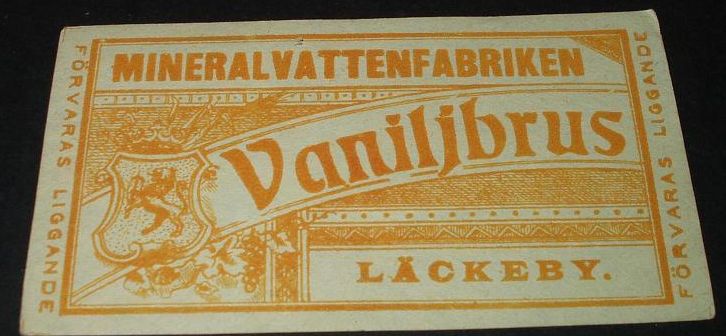 MINERALVATTENFABRIKEN
Vaniljbrus
LÄCKEBY.
FÖRVARAS LIGGANDE
FÖRVARAS LIGGANDE